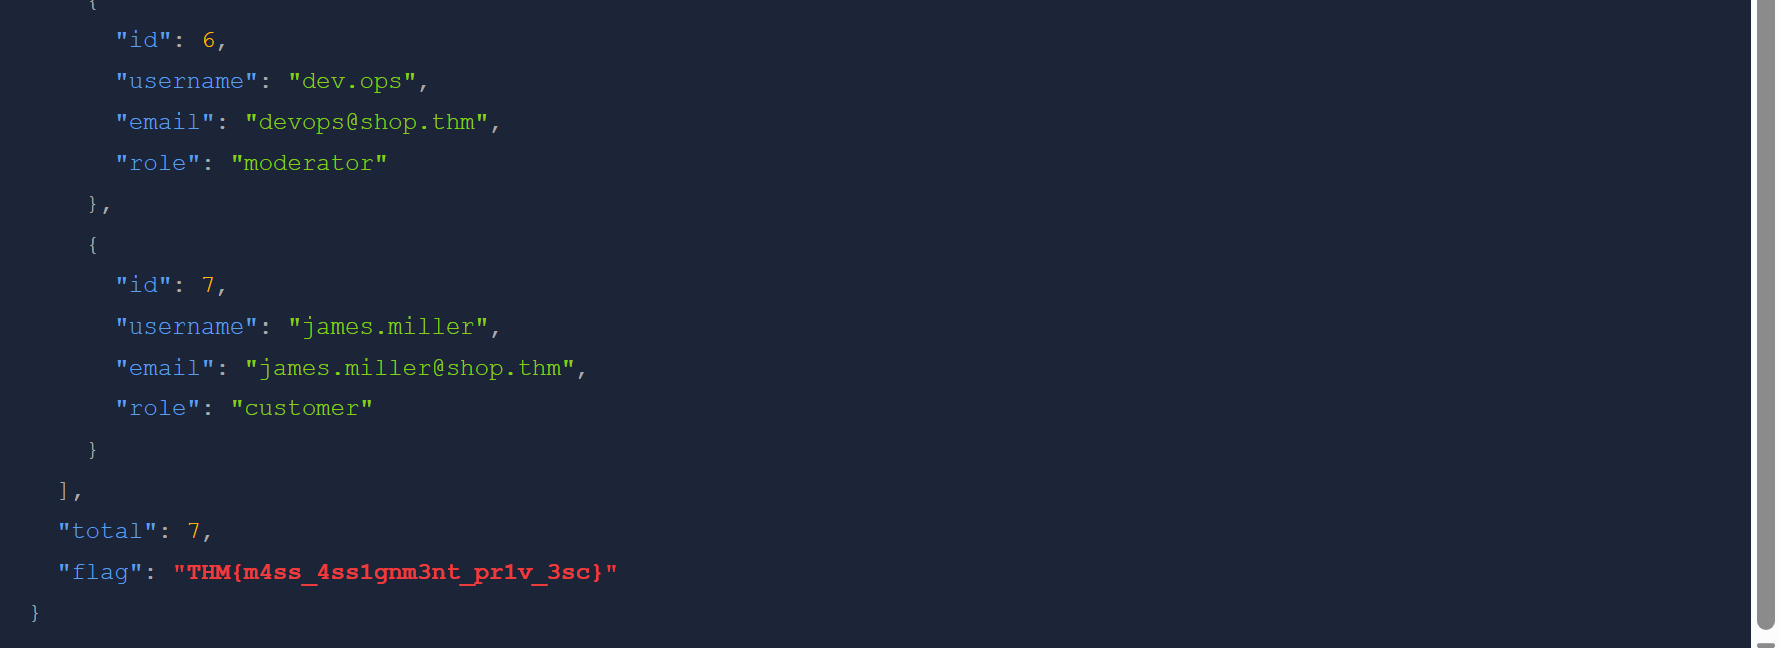 {
"id": 6,
"username": "dev.ops",
"email": "devops@shop.thm",
"role": "moderator"
},
{
"id": 7,
"username": "james.miller",
"email": "james.miller@shop.thm",
"role": "customer"
}
],
"total": 7,
"flag": "THM{m4ss_4ss1gnm3nt_pr1v_3sc}"
}